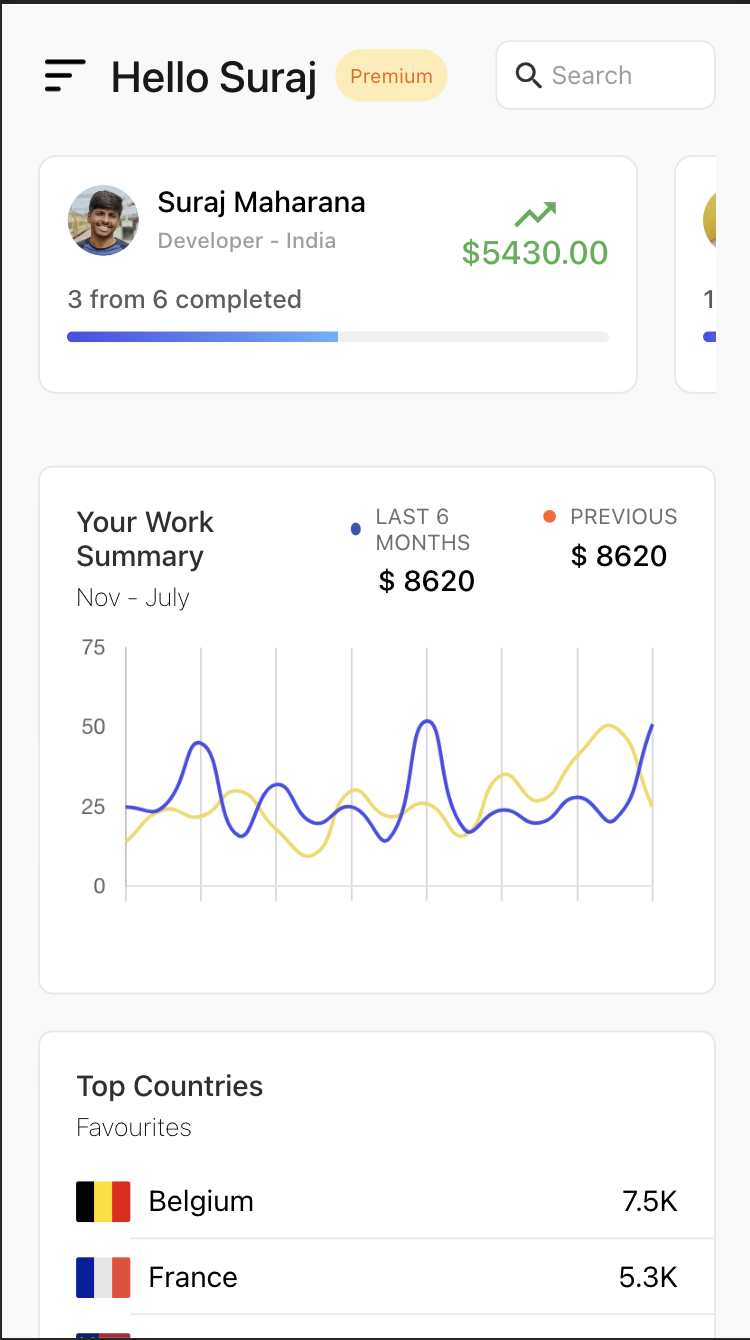 Hello Suraj
Premium
Search
Suraj Maharana
Developer - India
$5430.00
3 from 6 completed
1
Your Work
Summary
Nov - July
LAST 6
MONTHS
$ 8620
PREVIOUS
$ 8620
75
50
25
0
Top Countries
Favourites
Belgium 7.5K
France 5.3K